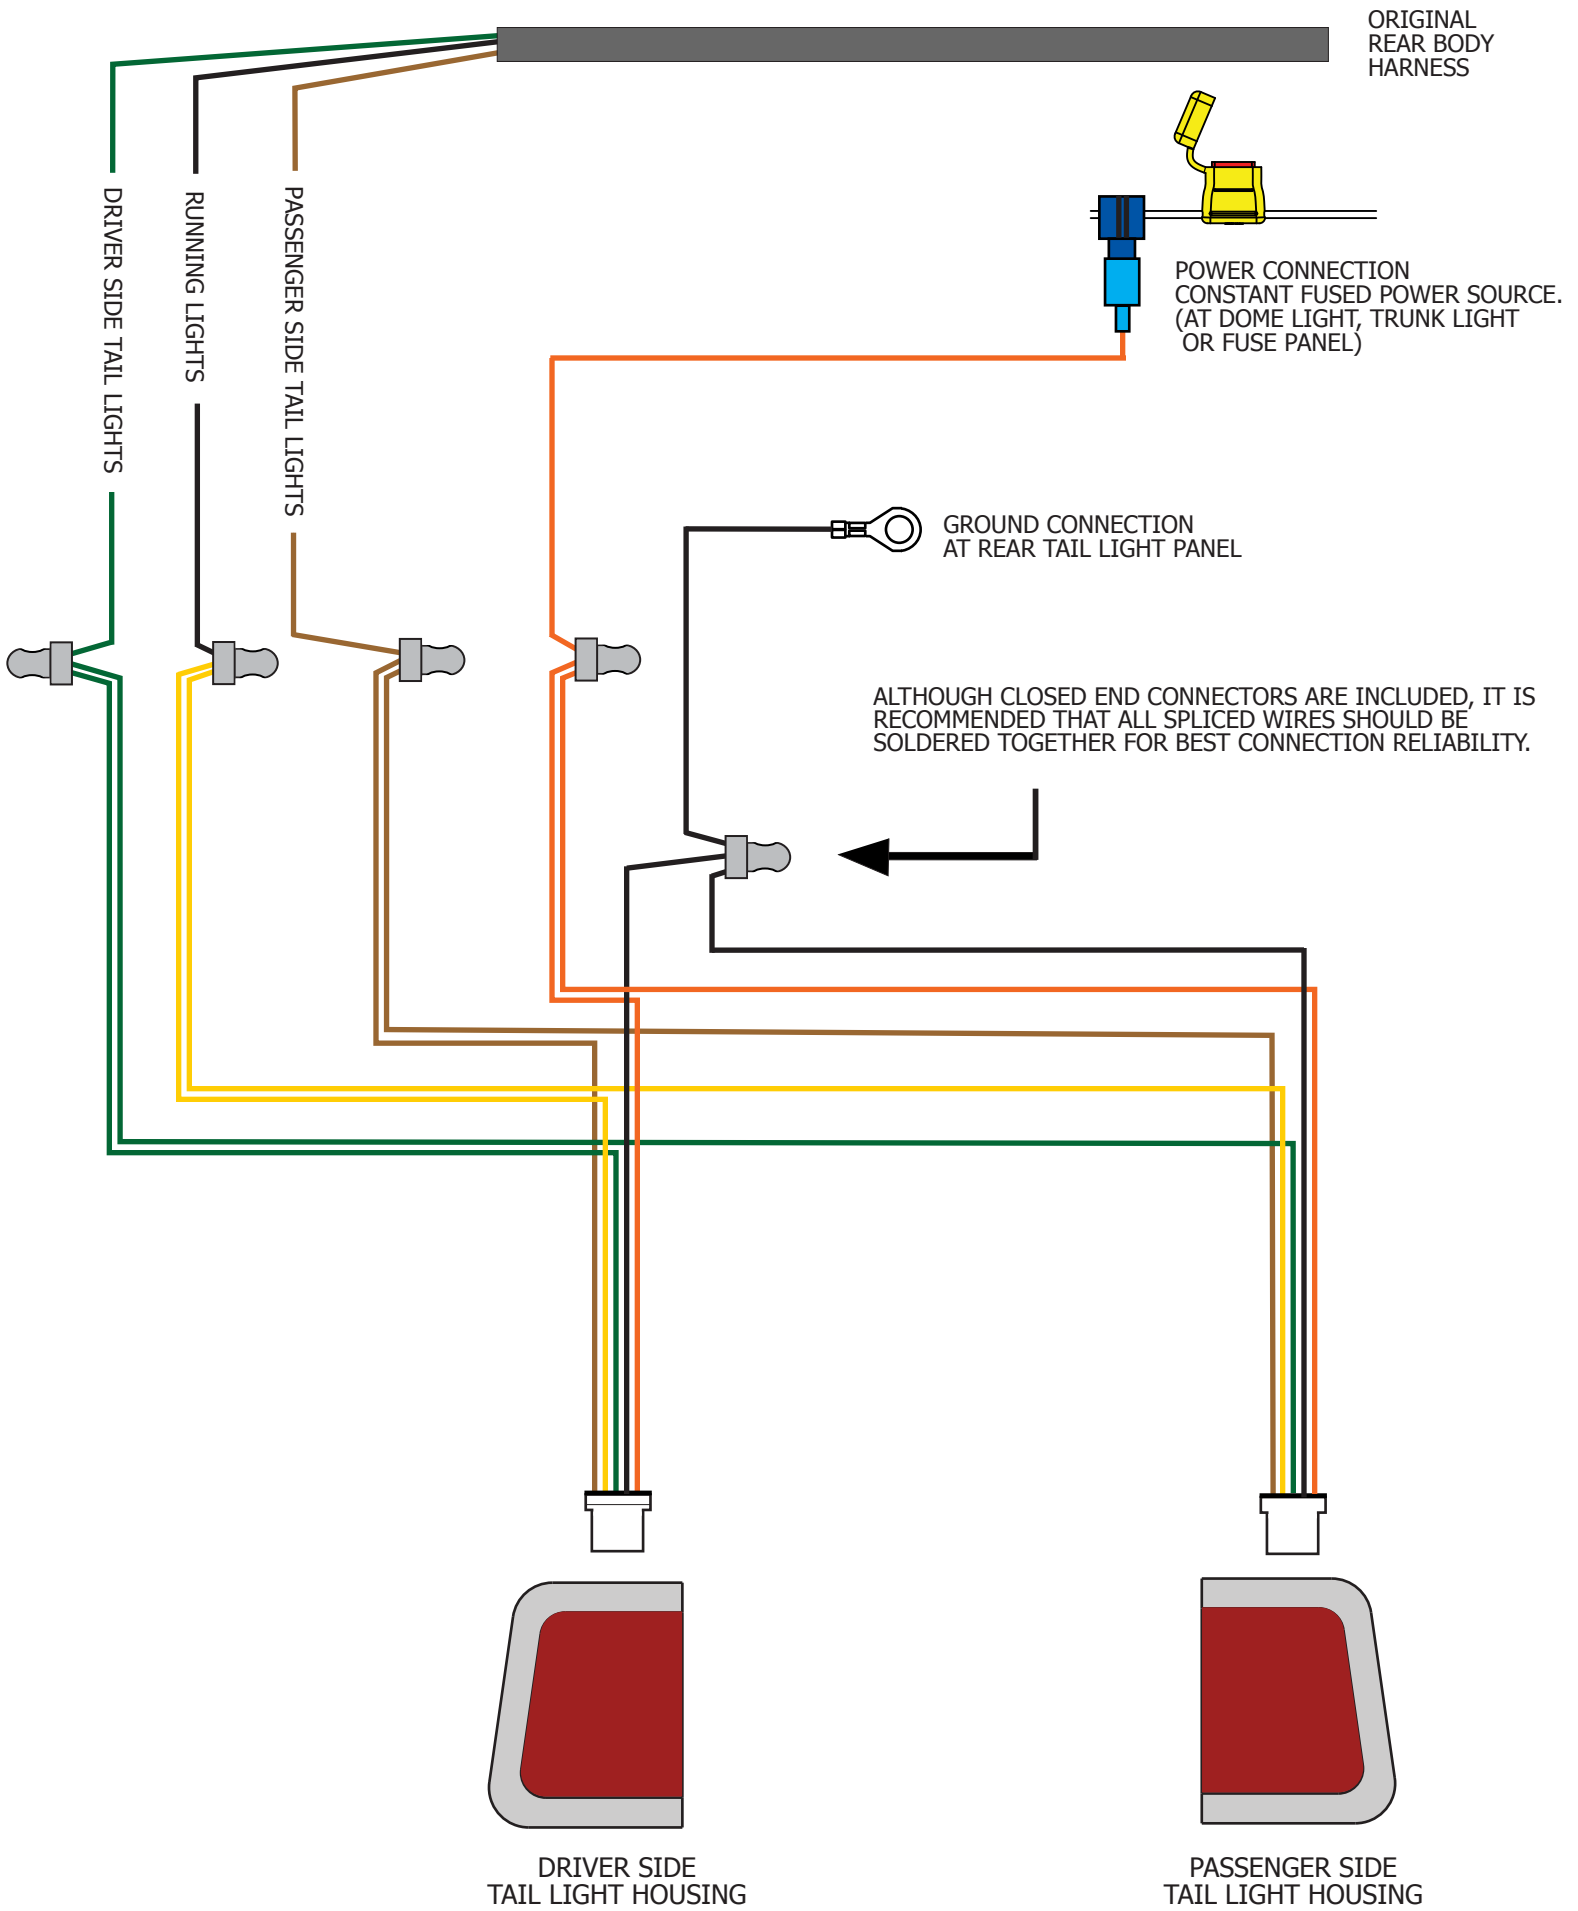 ORIGINAL
REAR BODY
HARNESS
DRIVER SIDE TAIL LIGHTS
RUNNING LIGHTS
PASSENGER SIDE TAIL LIGHTS
POWER CONNECTION
CONSTANT FUSED POWER SOURCE.
(AT DOME LIGHT, TRUNK LIGHT
OR FUSE PANEL)
GROUND CONNECTION
AT REAR TAIL LIGHT PANEL
ALTHOUGH CLOSED END CONNECTORS ARE INCLUDED, IT IS
RECOMMENDED THAT ALL SPLICED WIRES SHOULD BE
SOLDERED TOGETHER FOR BEST CONNECTION RELIABILITY.
DRIVER SIDE
TAIL LIGHT HOUSING
PASSENGER SIDE
TAIL LIGHT HOUSING